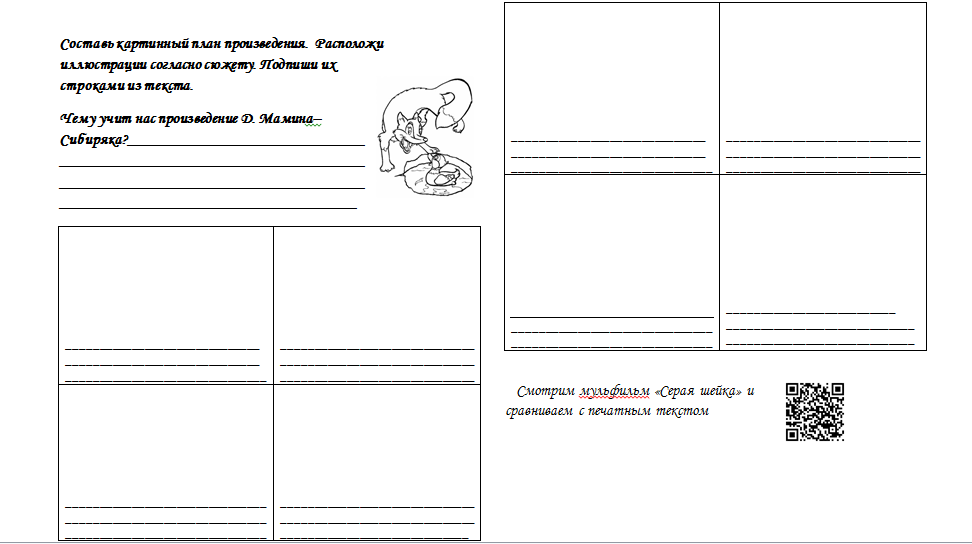 Составь картинный план произведения. Расположи
иллюстрации согласно сюжету. Подпиши их
строками из текста.
Чему учит нас произведение Д. Мамина–
Сибиряка?
Смотрим мульфильм «Серая шейка» и
сравниваем с печатным текстом